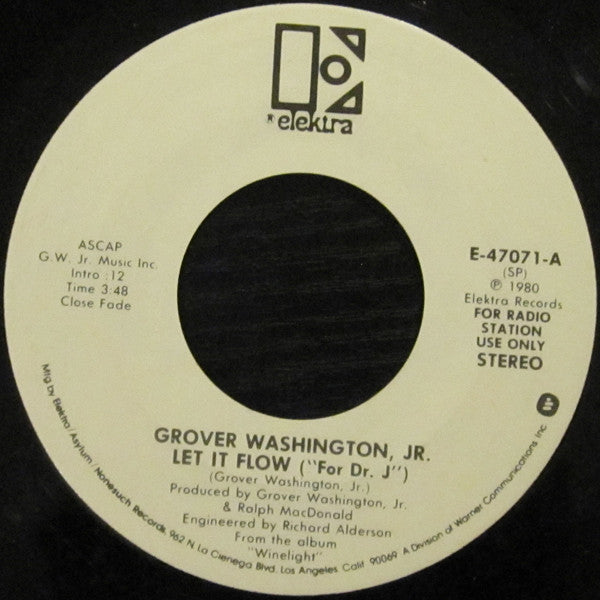 elektra
ASCAP
G.W. Jr. Music Inc.
Intro :12
Time 3:48
Close Fade
E-47071-A
(SP)
℗ 1980
Elektra Records
FOR RADIO
STATION
USE ONLY
STEREO
GROVER WASHINGTON, JR.
LET IT FLOW ("For Dr. J")
(Grover Washington, Jr.)
Produced by Grover Washington, Jr.
& Ralph MacDonald
Engineered by Richard Alderson
From the album
"Winelight"
Mfg by Elektra/Asylum/Nonesuch Records, 962 N La Cienega Blvd. Los Angeles Calif 90069 A Division of Warner Communications Inc